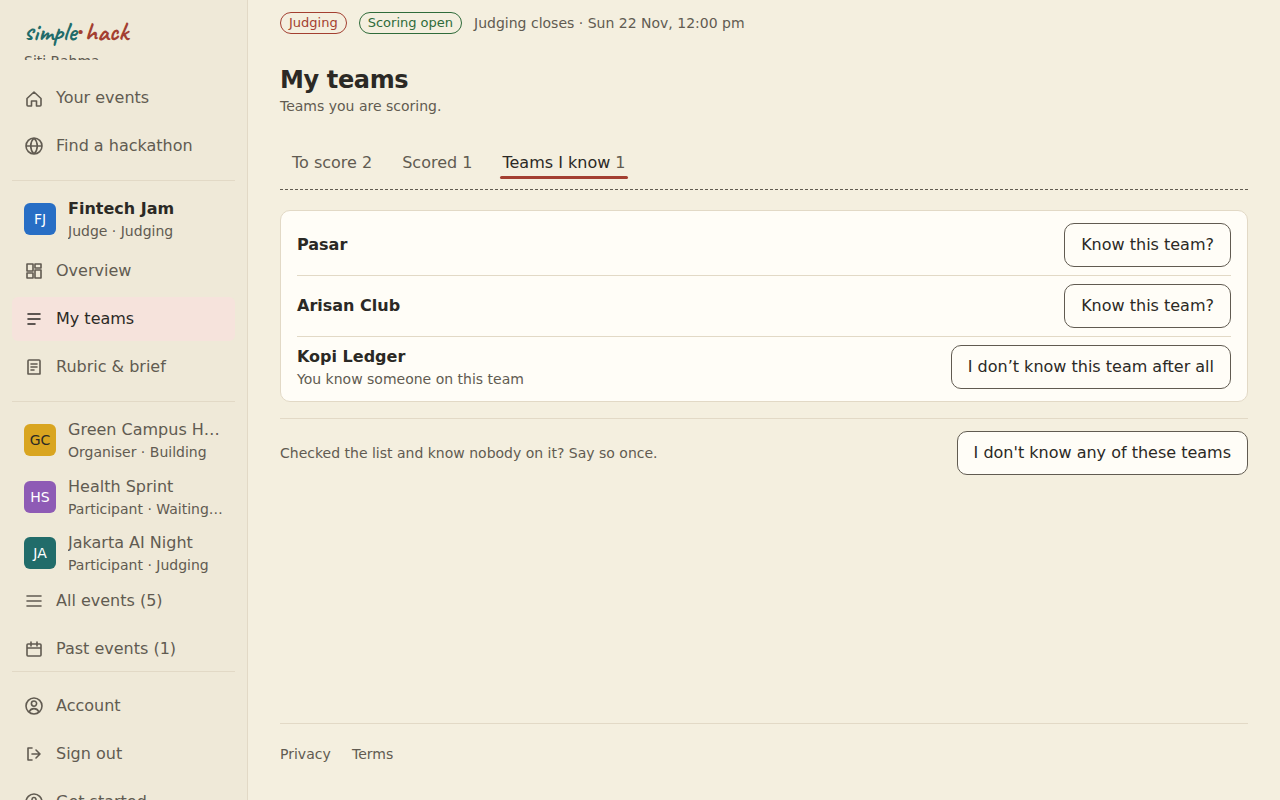 simple·hack
Siti Rahma
Your events
Find a hackathon
FJ
Fintech Jam
Judge · Judging
Overview
My teams
Rubric & brief
GC
Green Campus H…
Organiser · Building
HS
Health Sprint
Participant · Waiting…
JA
Jakarta AI Night
Participant · Judging
All events (5)
Past events (1)
Account
Sign out
Get started
Judging
Scoring open
Judging closes · Sun 22 Nov, 12:00 pm
My teams
Teams you are scoring.
To score 2
Scored 1
Teams I know 1
Pasar
Know this team?
Arisan Club
Know this team?
Kopi Ledger
You know someone on this team
I don’t know this team after all
Checked the list and know nobody on it? Say so once.
I don't know any of these teams
Privacy
Terms